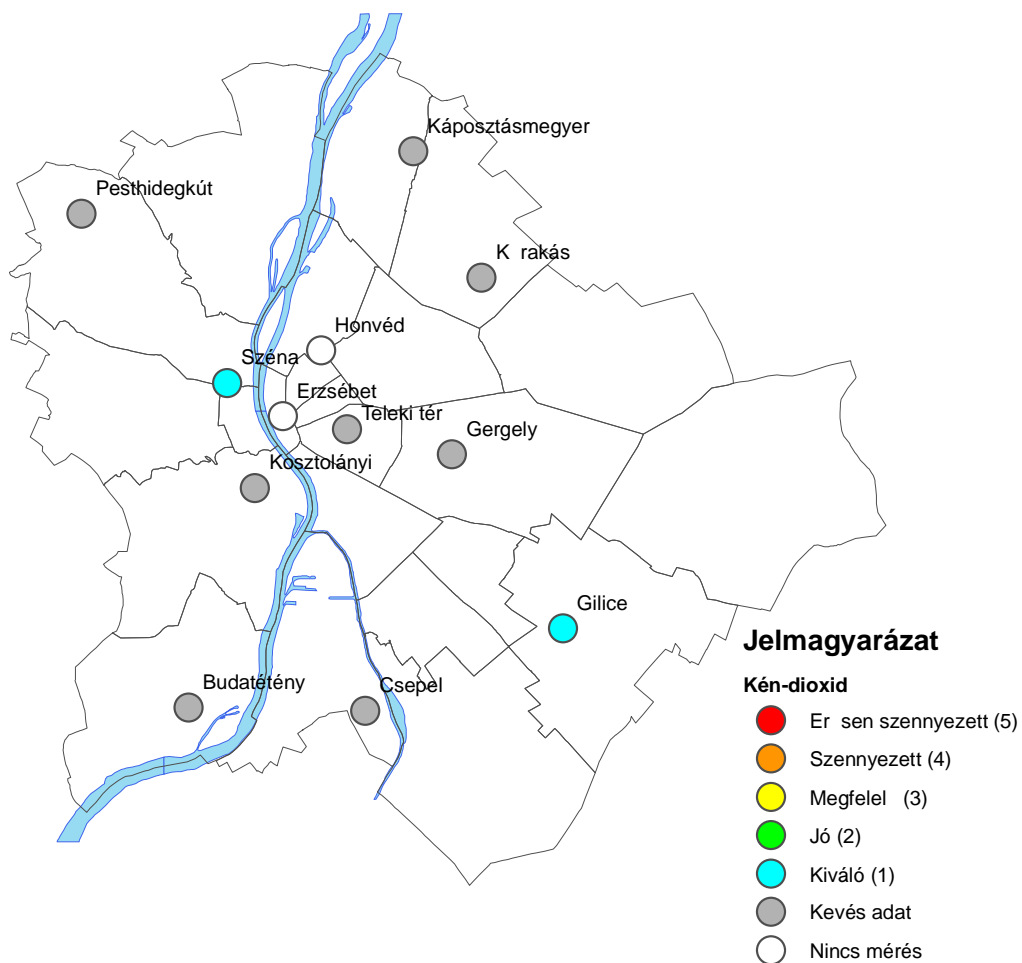 Káposztásmegyer
Pesthidegkút
K rakás
Honvéd
Széna
Erzsébet
Teleki tér
Gergely
Kosztolányi
Gilice
Budatétény
Csepel
Jelmagyarázat
Kén-dioxid
Er sen szennyezett (5)
Szennyezett (4)
Megfelel (3)
Jó (2)
Kiváló (1)
Kevés adat
Nincs mérés